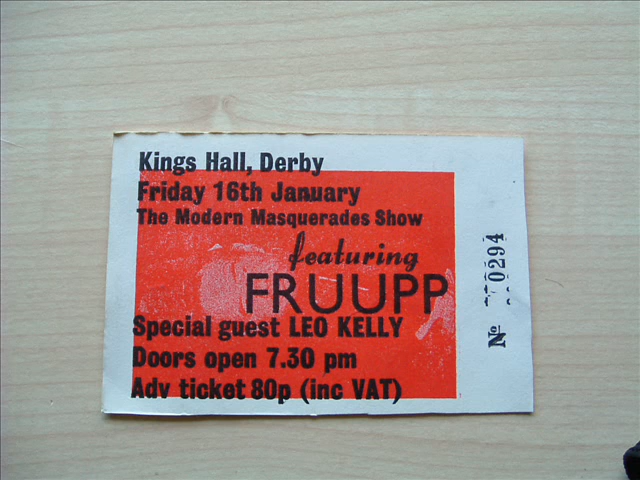 Kings Hall, Derby
Friday 16th January
The Modern Masquerades Show
featuring
FRUUPP
Special guest LEO KELLY
Doors open 7.30 pm
Adv ticket 80p (inc VAT)
No 0294